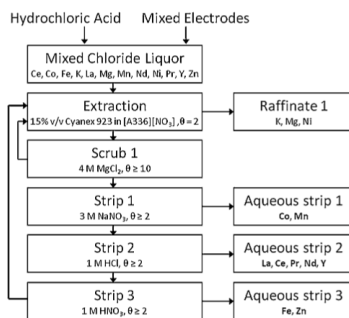 Hydrochloric Acid
Mixed Electrodes
Mixed Chloride Liquor
Ce, Co, Fe, K, La, Mg, Mn, Nd, Ni, Pr, Y, Zn
Extraction
15% v/v Cyanex 923 in [A336][NO₃], θ = 2
Raffinate 1
K, Mg, Ni
Scrub 1
4 M MgCl₂, θ ≥ 10
Strip 1
3 M NaNO₃, θ ≥ 2
Aqueous strip 1
Co, Mn
Strip 2
1 M HCl, θ ≥ 2
Aqueous strip 2
La, Ce, Pr, Nd, Y
Strip 3
1 M HNO₃, θ ≥ 2
Aqueous strip 3
Fe, Zn